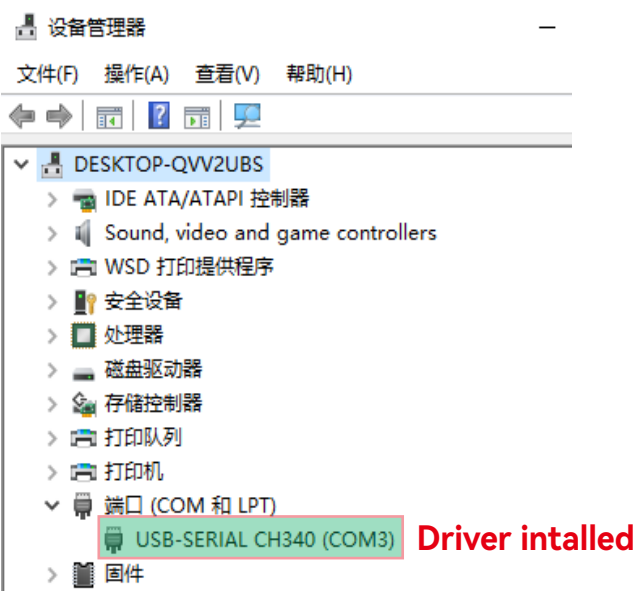 设备管理器
文件(F) 操作(A) 查看(V) 帮助(H)
DESKTOP-QVV2UBS
IDE ATA/ATAPI 控制器
Sound, video and game controllers
WSD 打印提供程序
安全设备
处理器
磁盘驱动器
存储控制器
打印队列
打印机
端口 (COM 和 LPT)
USB-SERIAL CH340 (COM3) Driver intalled
固件